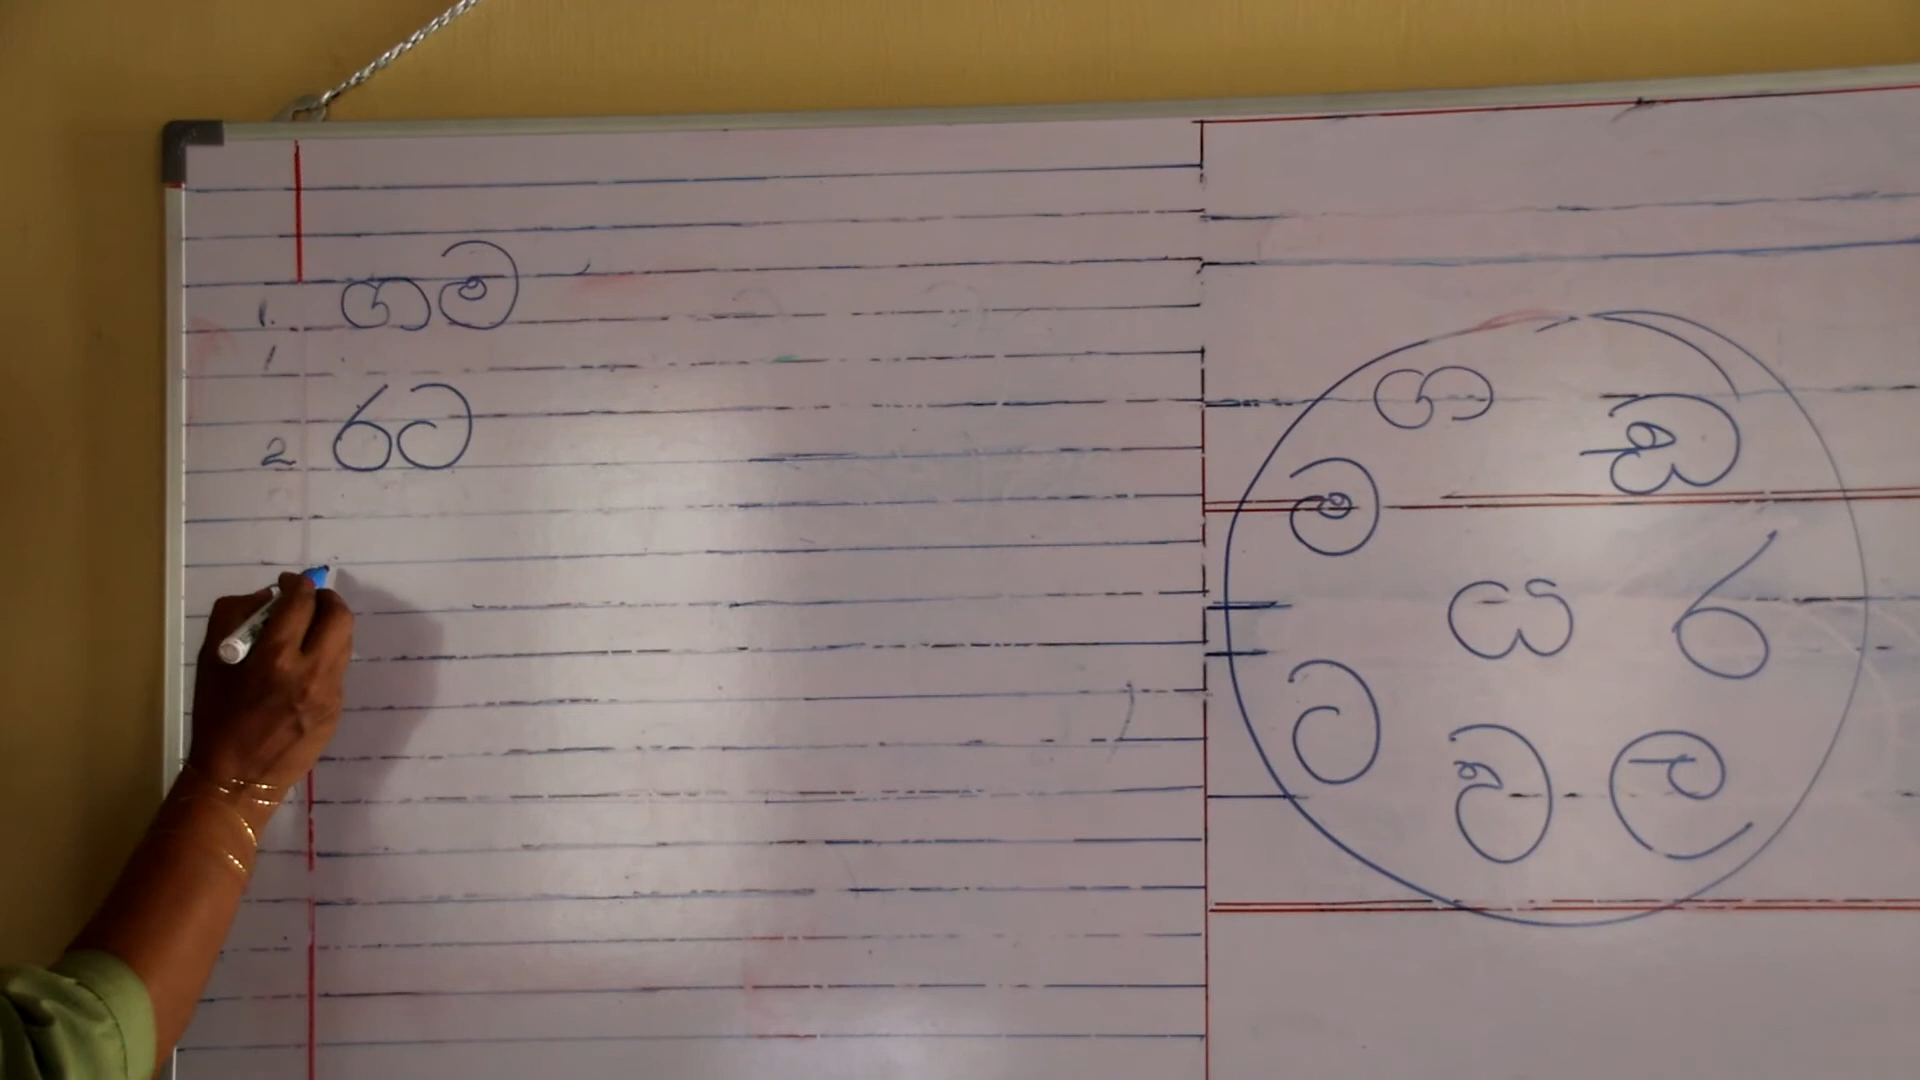 1. ගම
2 රට
ග ක
ම
ය ර
ට ව ල